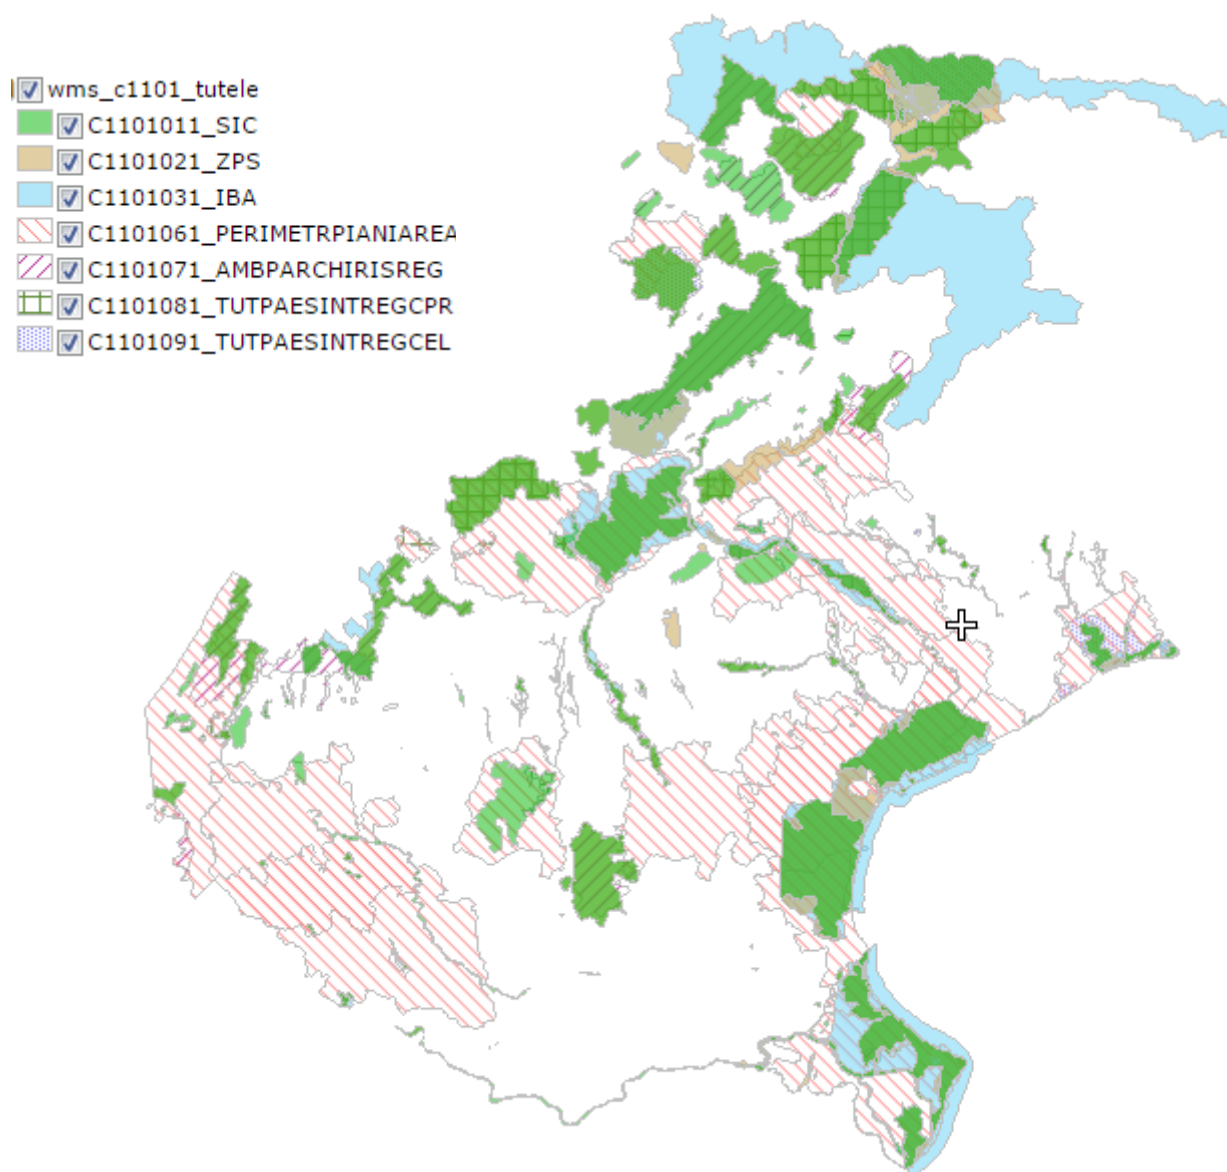 wms_c1101_tutele
C1101011_SIC
C1101021_ZPS
C1101031_IBA
C1101061_PERIMETRPIANIAREA
C1101071_AMBPARCHIRISREG
C1101081_TUTPAESINTREGCPR
C1101091_TUTPAESINTREGCEL